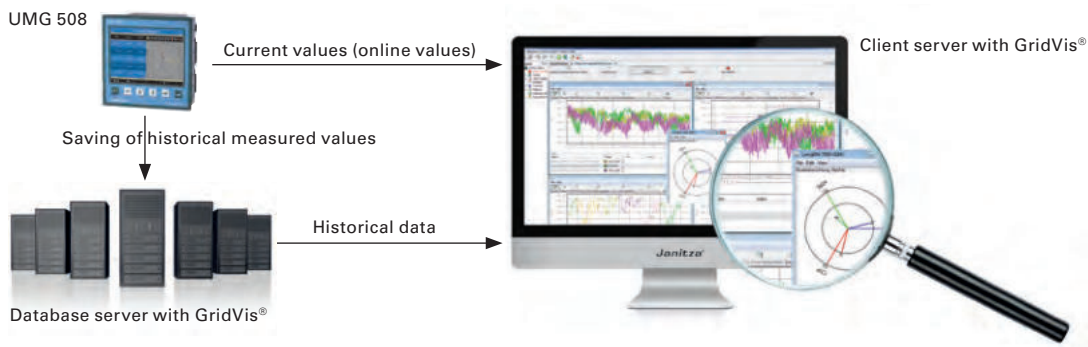 UMG 508
Current values (online values)
Client server with GridVis®
Saving of historical measured values
Historical data
Janitza®
Database server with GridVis®